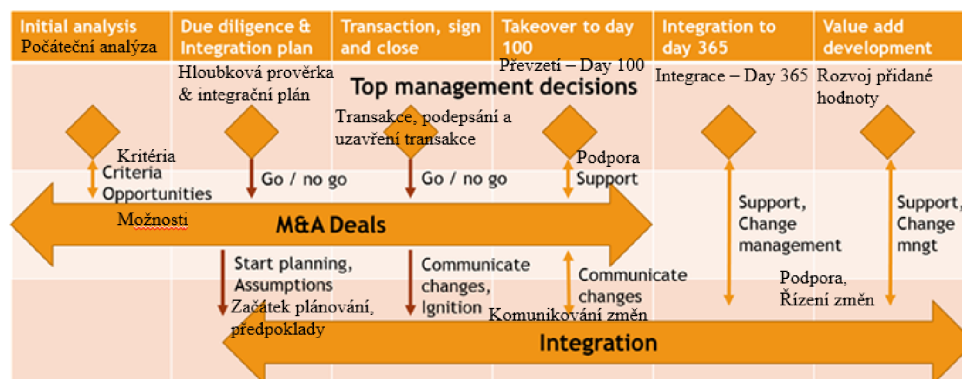 Initial analysis
Počáteční analýza
Due diligence &
Integration plan
Transaction, sign
and close
Takeover to day
100
Integration to
day 365
Value add
development
Hloubková prověrka
& integrační plán
Převzetí – Day 100
Integrace – Day 365
Rozvoj přidané
hodnoty
Top management decisions
Transakce, podepsání a
uzavření transakce
Kritéria
Criteria
Opportunities
Možnosti
Go / no go
Go / no go
Podpora
Support
M&A Deals
Support,
Change
management
Support,
Change
mngt
Start planning,
Assumptions
Začátek plánování,
předpoklady
Communicate
changes,
Ignition
Communicate
changes
Komunikování změn
Podpora,
Řízení změn
Integration